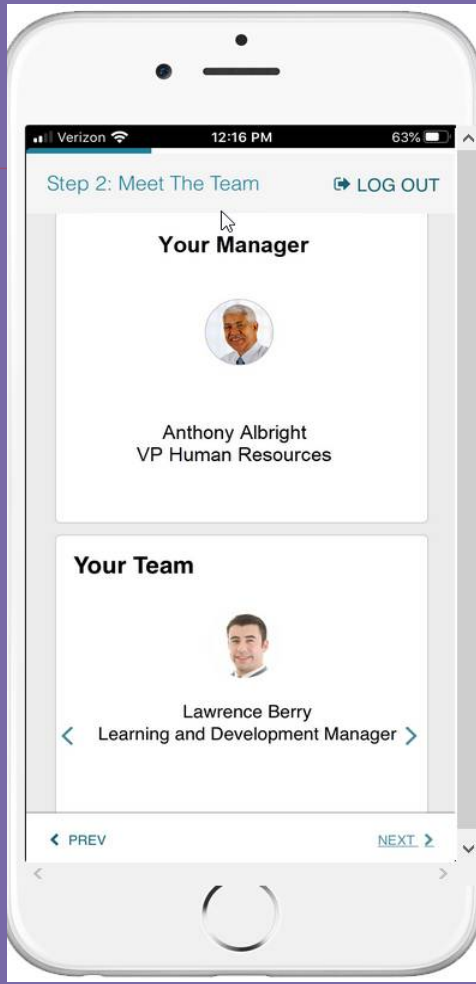 Verizon 12:16 PM 63%
Step 2: Meet The Team LOG OUT
Your Manager
Anthony Albright
VP Human Resources
Your Team
Lawrence Berry
Learning and Development Manager
PREV NEXT